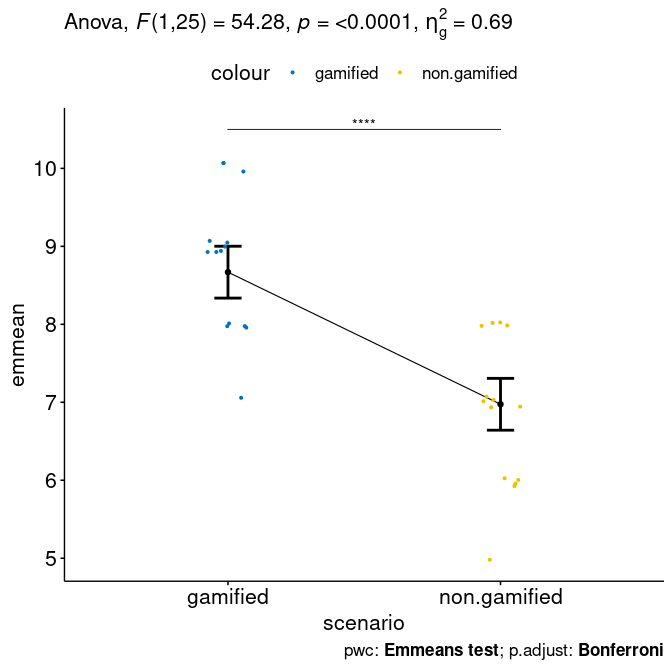 Anova, F(1,25) = 54.28, p = <0.0001, η²g = 0.69
colour gamified non.gamified
****
10
9
8
7
6
5
emmean
gamified non.gamified
scenario
pwc: Emmeans test; p.adjust: Bonferroni